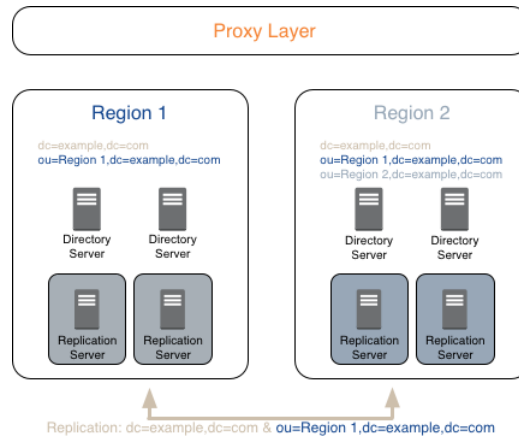 Proxy Layer
Region 1
dc=example,dc=com
ou=Region 1,dc=example,dc=com
Directory
Server
Directory
Server
Replication
Server
Replication
Server
Region 2
dc=example,dc=com
ou=Region 1,dc=example,dc=com
ou=Region 2,dc=example,dc=com
Directory
Server
Directory
Server
Replication
Server
Replication
Server
Replication: dc=example,dc=com & ou=Region 1,dc=example,dc=com